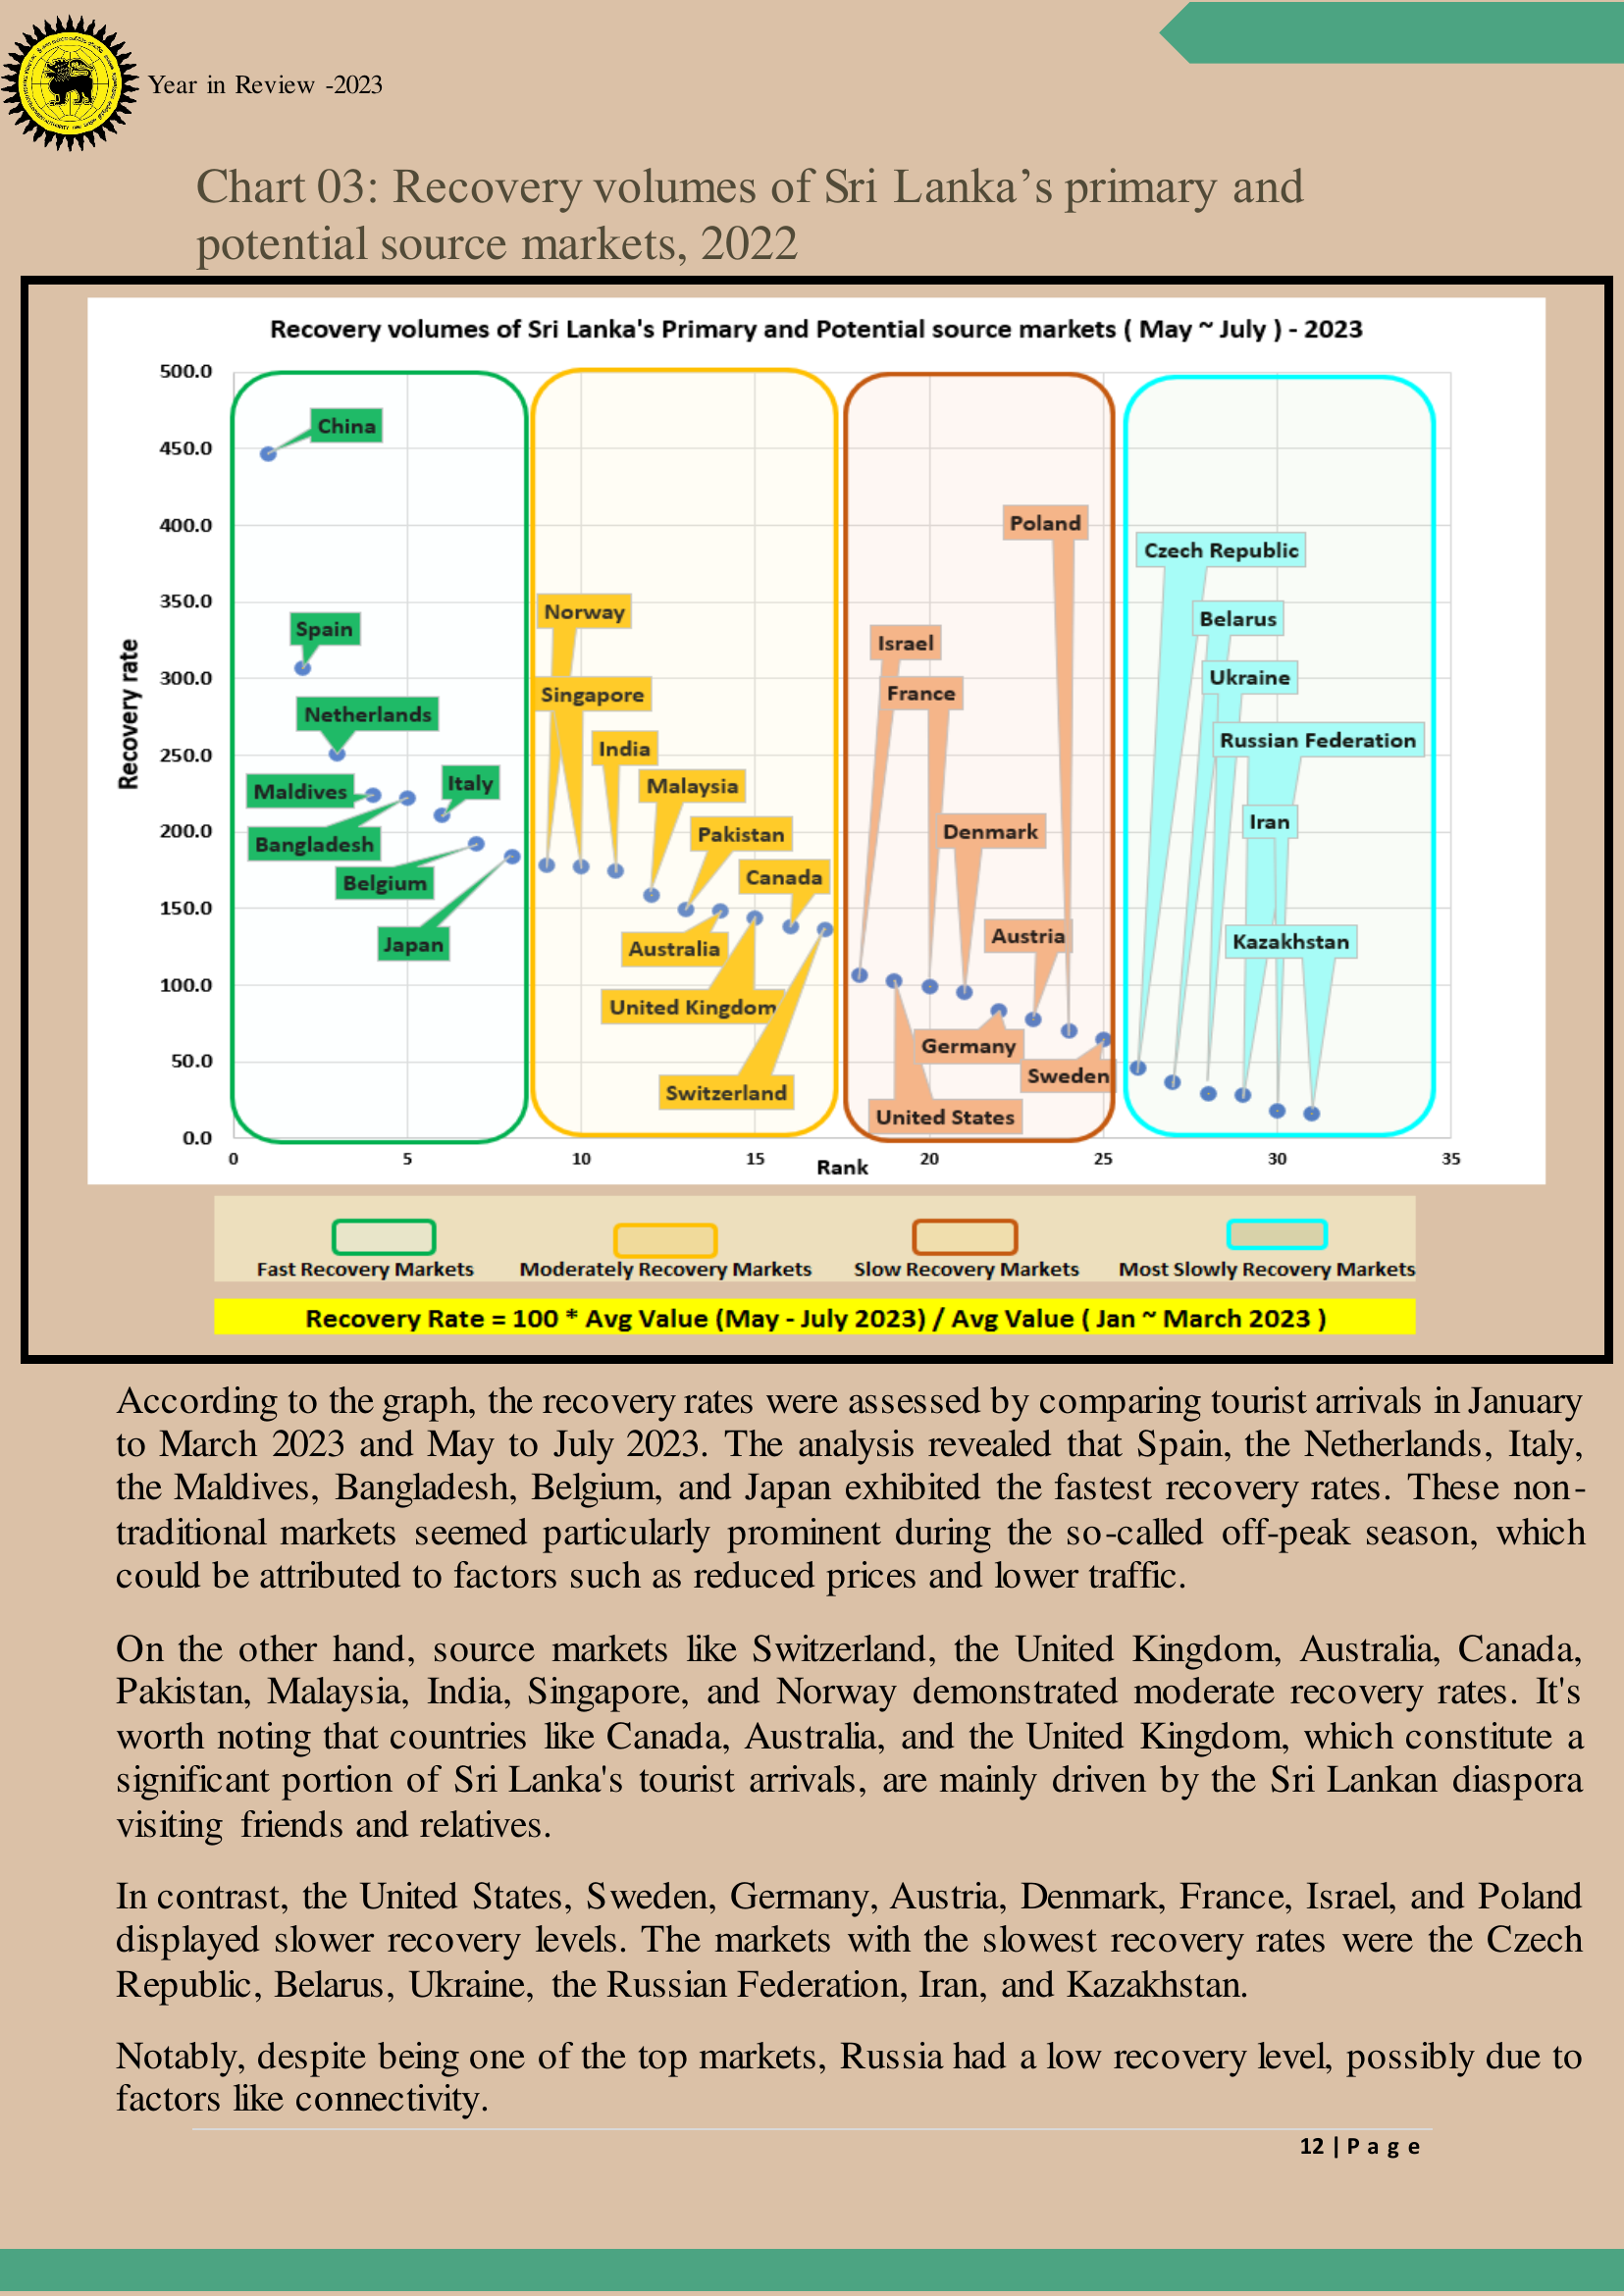 Year in Review -2023
Chart 03: Recovery volumes of Sri Lanka’s primary and
potential source markets, 2022
Recovery volumes of Sri Lanka's Primary and Potential source markets ( May ~ July ) - 2023
500.0
450.0
400.0
350.0
300.0
250.0
200.0
150.0
100.0
50.0
0.0
Recovery rate
China
Spain
Netherlands
Maldives
Italy
Bangladesh
Belgium
Japan
Norway
Singapore
India
Malaysia
Pakistan
Canada
Australia
United Kingdom
Switzerland
Poland
Israel
France
Denmark
Austria
Germany
Sweden
United States
Czech Republic
Belarus
Ukraine
Russian Federation
Iran
Kazakhstan
0 5 10 15 20 25 30 35
Rank
Fast Recovery Markets Moderately Recovery Markets Slow Recovery Markets Most Slowly Recovery Markets
Recovery Rate = 100 * Avg Value (May - July 2023) / Avg Value ( Jan ~ March 2023 )
According to the graph, the recovery rates were assessed by comparing tourist arrivals in January
to March 2023 and May to July 2023. The analysis revealed that Spain, the Netherlands, Italy,
the Maldives, Bangladesh, Belgium, and Japan exhibited the fastest recovery rates. These non-
traditional markets seemed particularly prominent during the so-called off-peak season, which
could be attributed to factors such as reduced prices and lower traffic.
On the other hand, source markets like Switzerland, the United Kingdom, Australia, Canada,
Pakistan, Malaysia, India, Singapore, and Norway demonstrated moderate recovery rates. It's
worth noting that countries like Canada, Australia, and the United Kingdom, which constitute a
significant portion of Sri Lanka's tourist arrivals, are mainly driven by the Sri Lankan diaspora
visiting friends and relatives.
In contrast, the United States, Sweden, Germany, Austria, Denmark, France, Israel, and Poland
displayed slower recovery levels. The markets with the slowest recovery rates were the Czech
Republic, Belarus, Ukraine, the Russian Federation, Iran, and Kazakhstan.
Notably, despite being one of the top markets, Russia had a low recovery level, possibly due to
factors like connectivity.
12 | P a g e